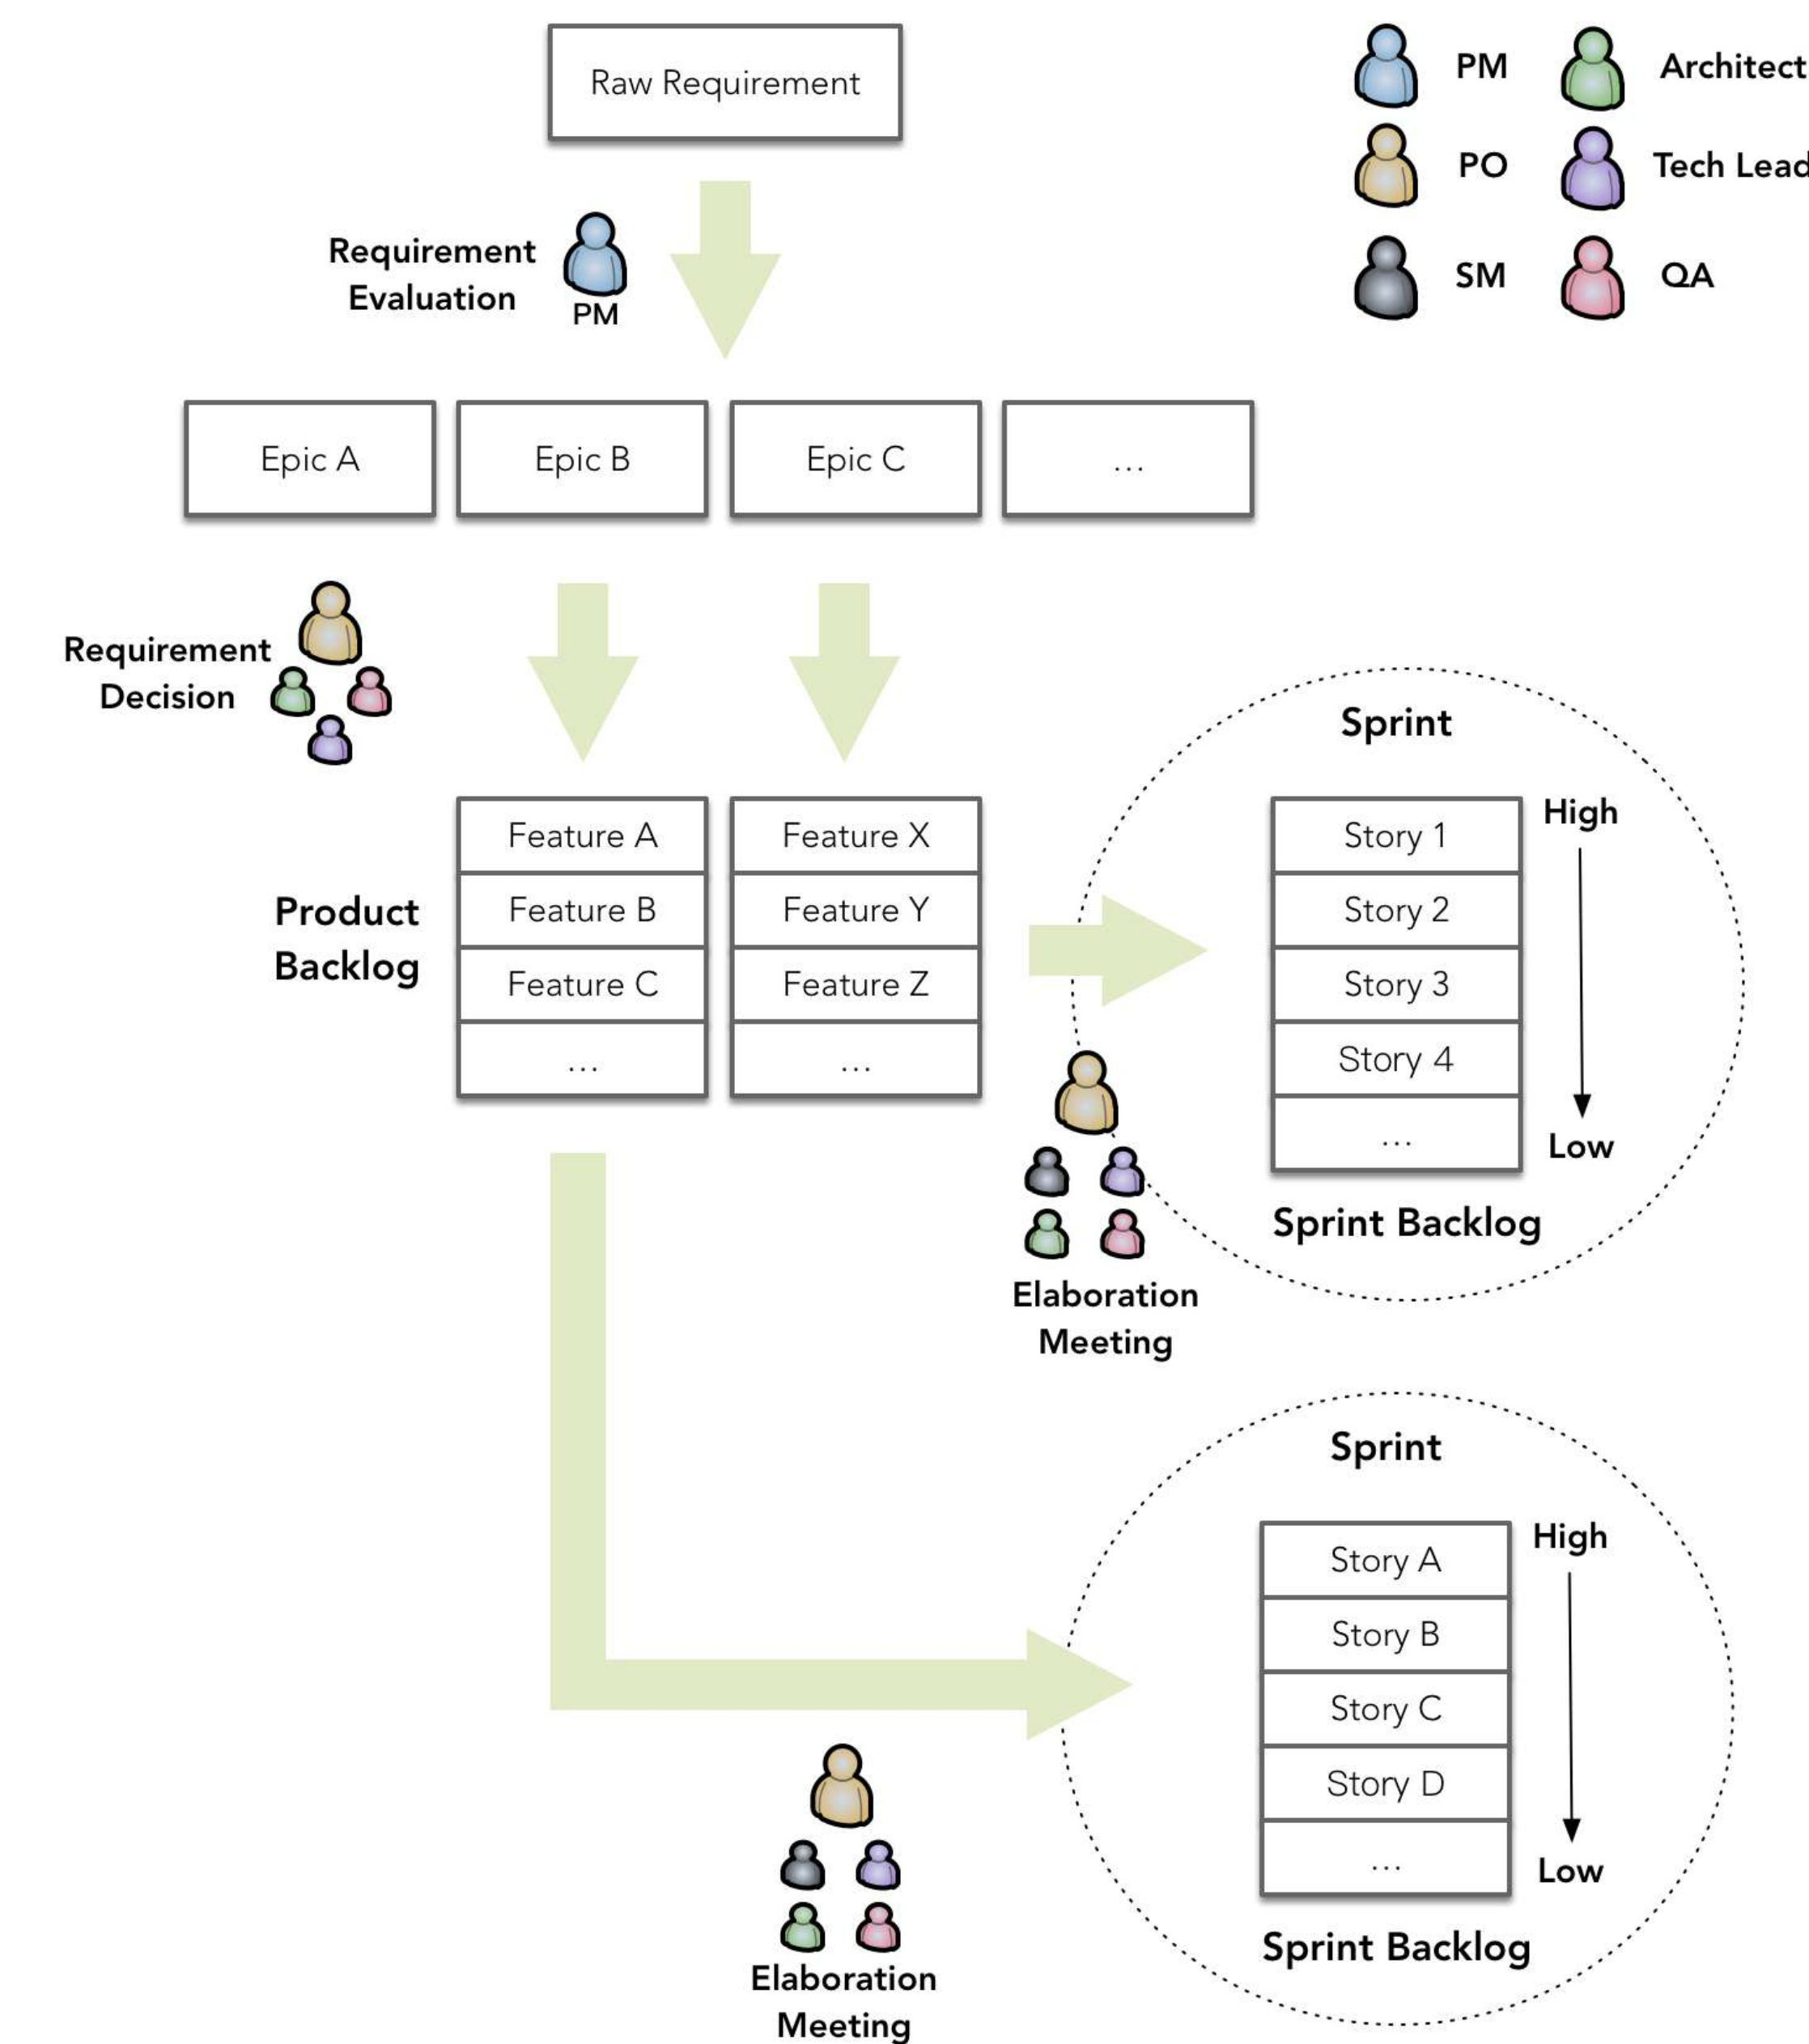 Raw Requirement
PM
Architect
PO
Tech Lead
SM
QA
Requirement
Evaluation
PM
Epic A
Epic B
Epic C
...
Requirement
Decision
Product
Backlog
Feature A
Feature B
Feature C
...
Feature X
Feature Y
Feature Z
...
Sprint
Story 1
Story 2
Story 3
Story 4
...
High
Low
Sprint Backlog
Elaboration
Meeting
Sprint
Story A
Story B
Story C
Story D
...
High
Low
Sprint Backlog
Elaboration
Meeting